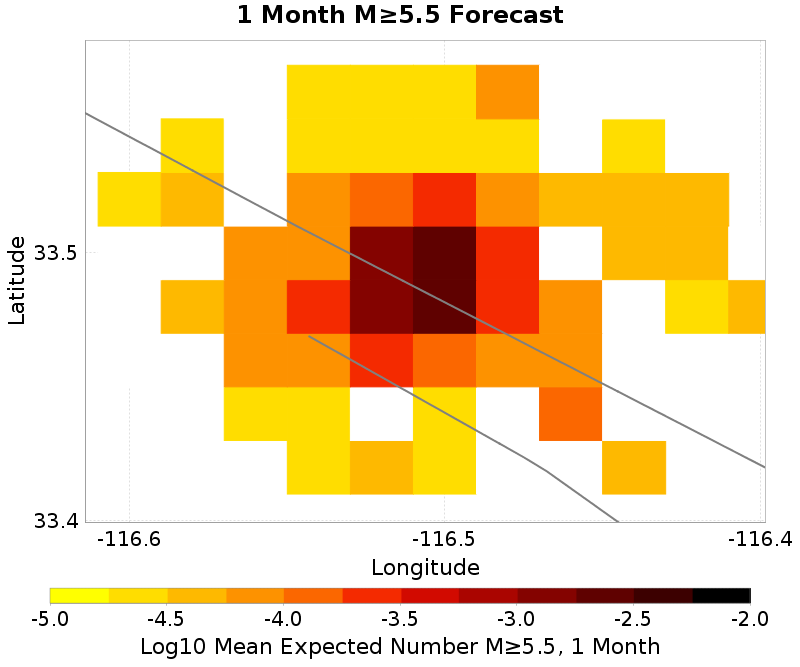 1 Month M≥5.5 Forecast
Latitude
33.5
33.4
-116.6 -116.5 -116.4
Longitude
-5.0 -4.5 -4.0 -3.5 -3.0 -2.5 -2.0
Log10 Mean Expected Number M≥5.5, 1 Month